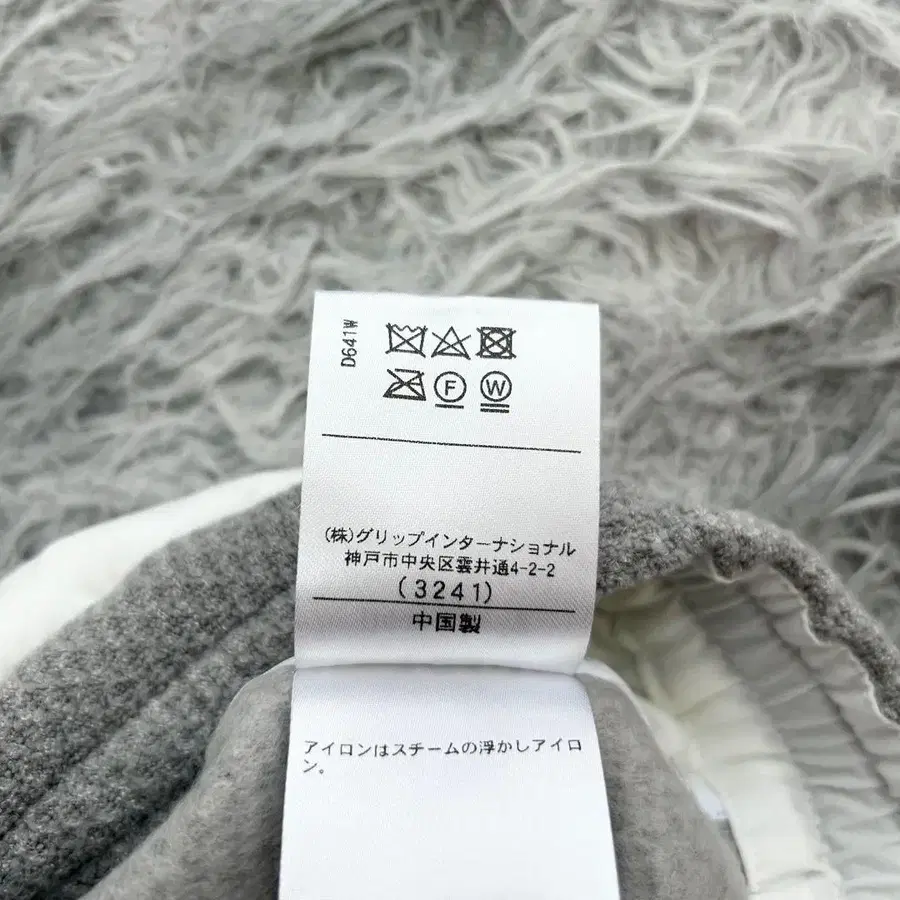 D641W
F W
(株)グリップインターナショナル
神戸市中央区雲井通4-2-2
(3241)
中国製
アイロンはスチームの浮かしアイロ
ン。